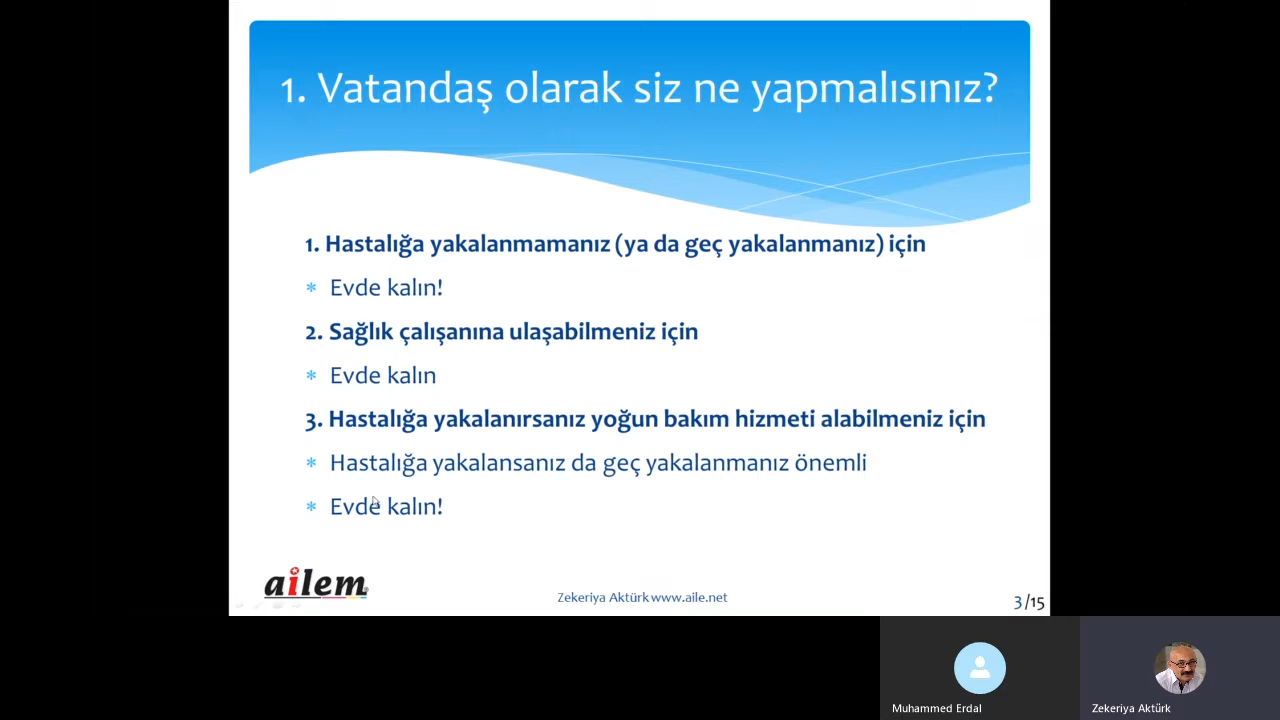 1. Vatandaş olarak siz ne yapmalısınız?
1. Hastalığa yakalanmamanız (ya da geç yakalanmanız) için
* Evde kalın!
2. Sağlık çalışanına ulaşabilmeniz için
* Evde kalın
3. Hastalığa yakalanırsanız yoğun bakım hizmeti alabilmeniz için
* Hastalığa yakalansanız da geç yakalanmanız önemli
* Evde kalın!
ailem
Zekeriya Aktürk www.aile.net
3/15
Muhammed Erdal
Zekeriya Aktürk